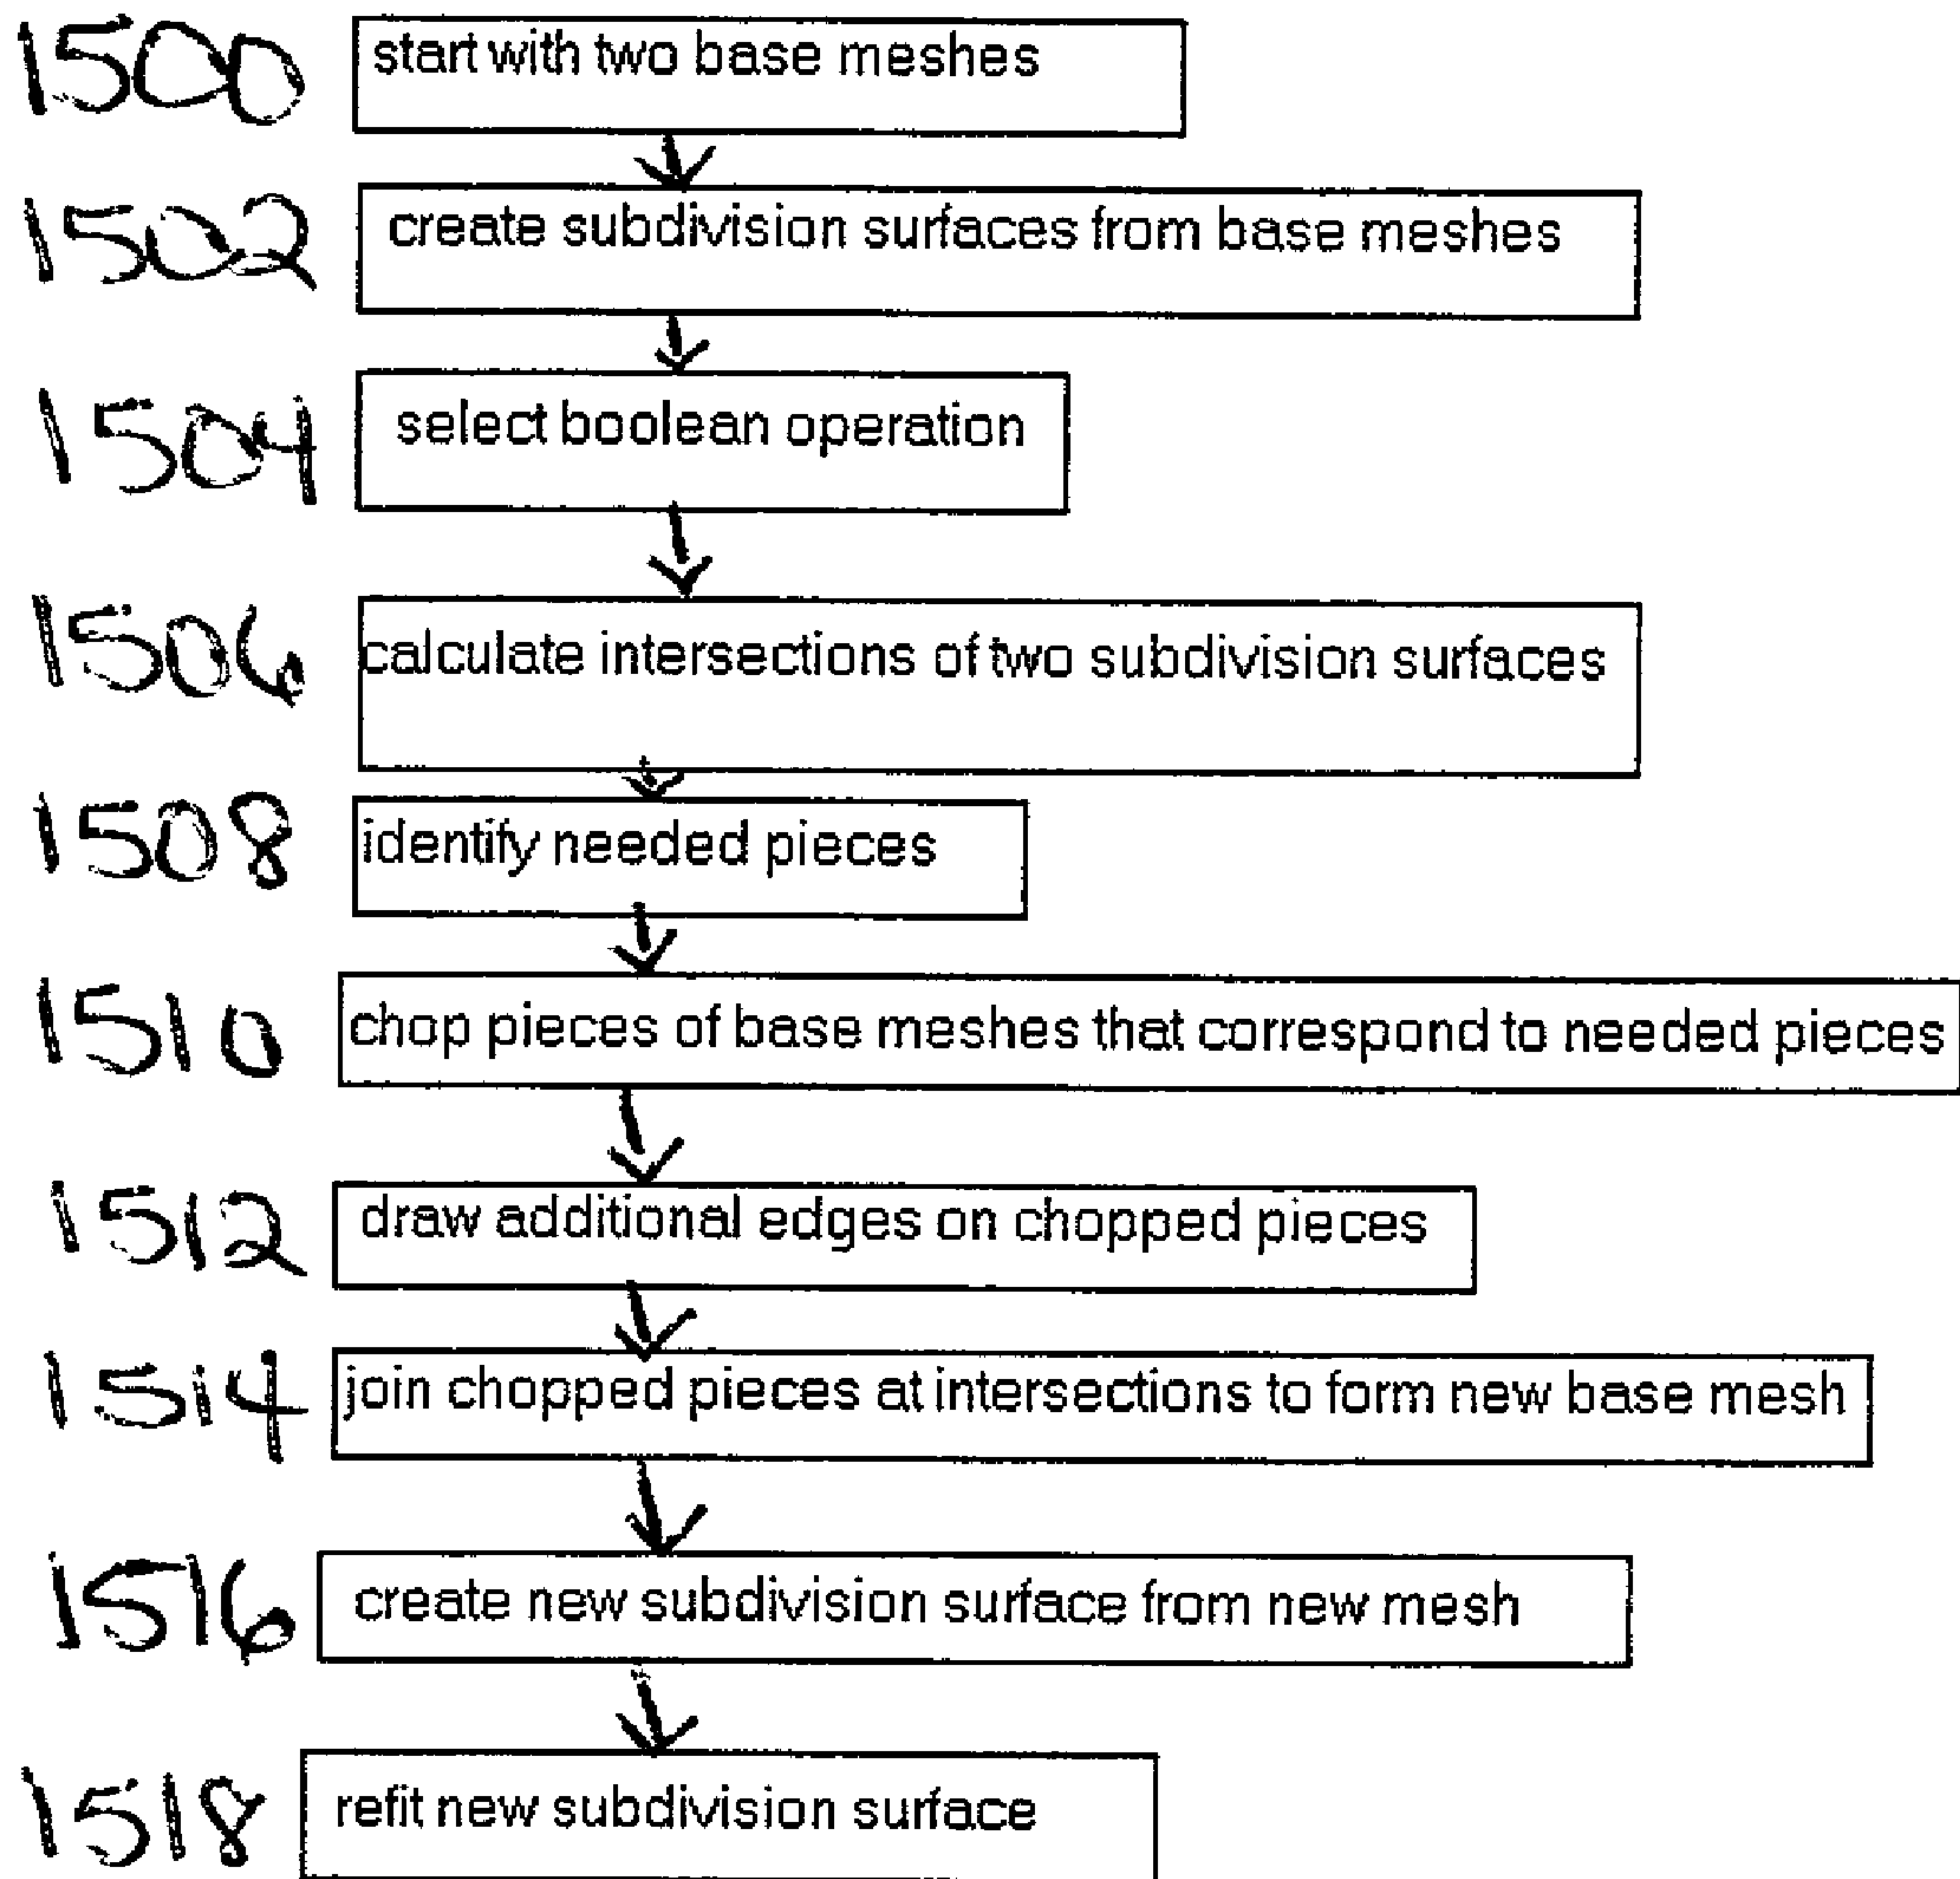 1500 start with two base meshes
1502 create subdivision surfaces from base meshes
1504 select boolean operation
1506 calculate intersections of two subdivision surfaces
1508 identify needed pieces
1510 chop pieces of base meshes that correspond to needed pieces
1512 draw additional edges on chopped pieces
1514 join chopped pieces at intersections to form new base mesh
1516 create new subdivision surface from new mesh
1518 refit new subdivision surface